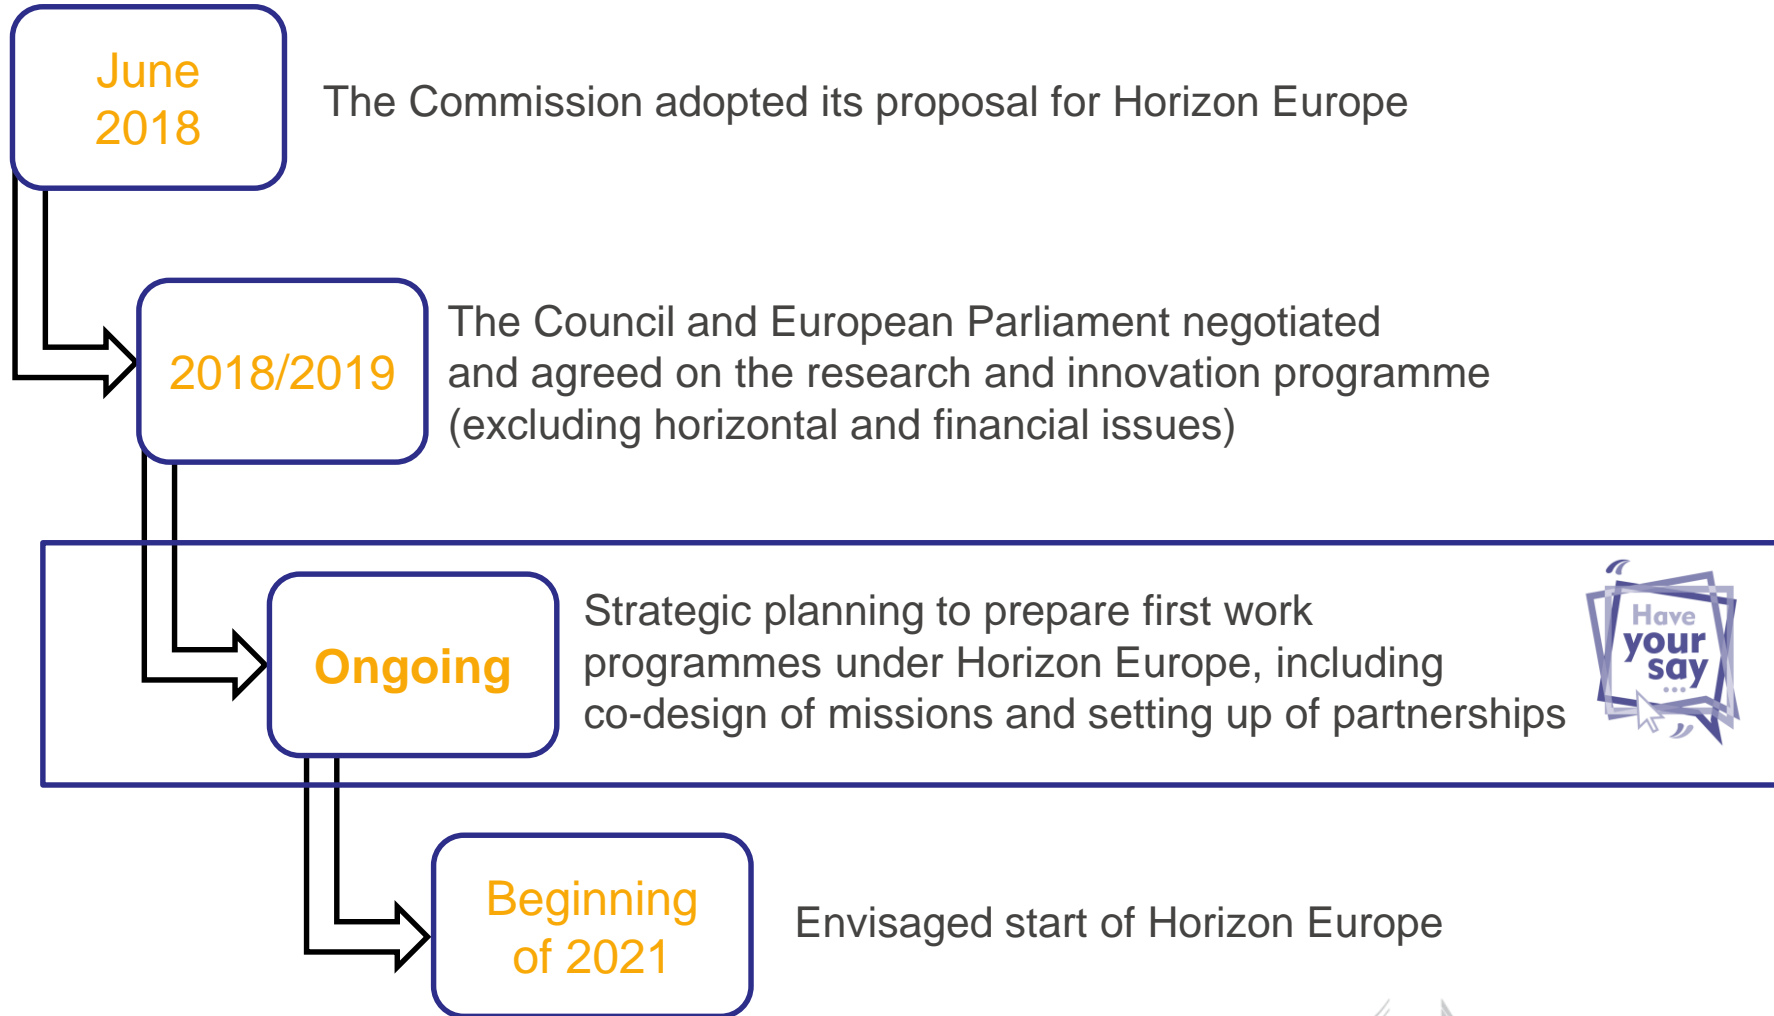 June
2018
The Commission adopted its proposal for Horizon Europe
2018/2019
The Council and European Parliament negotiated
and agreed on the research and innovation programme
(excluding horizontal and financial issues)
Ongoing
Strategic planning to prepare first work
programmes under Horizon Europe, including
co-design of missions and setting up of partnerships
Have
your
say
...
Beginning
of 2021
Envisaged start of Horizon Europe